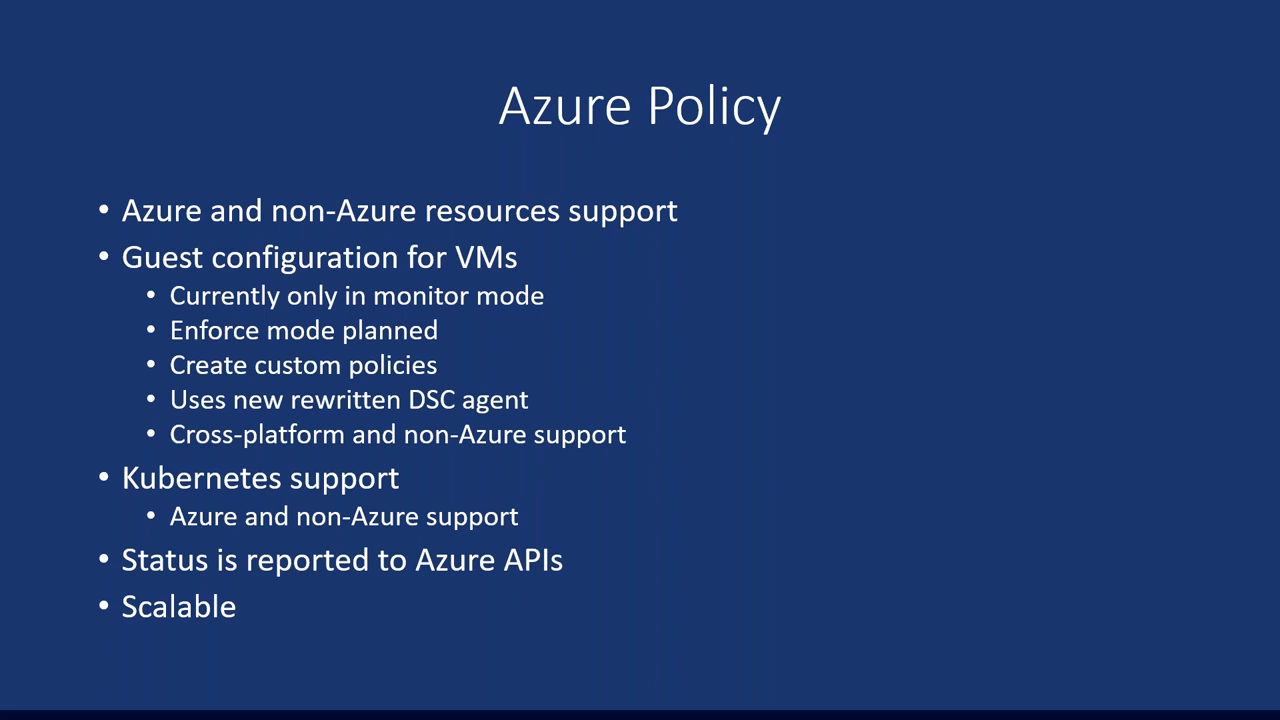 Azure Policy
• Azure and non-Azure resources support
• Guest configuration for VMs
• Currently only in monitor mode
• Enforce mode planned
• Create custom policies
• Uses new rewritten DSC agent
• Cross-platform and non-Azure support
• Kubernetes support
• Azure and non-Azure support
• Status is reported to Azure APIs
• Scalable